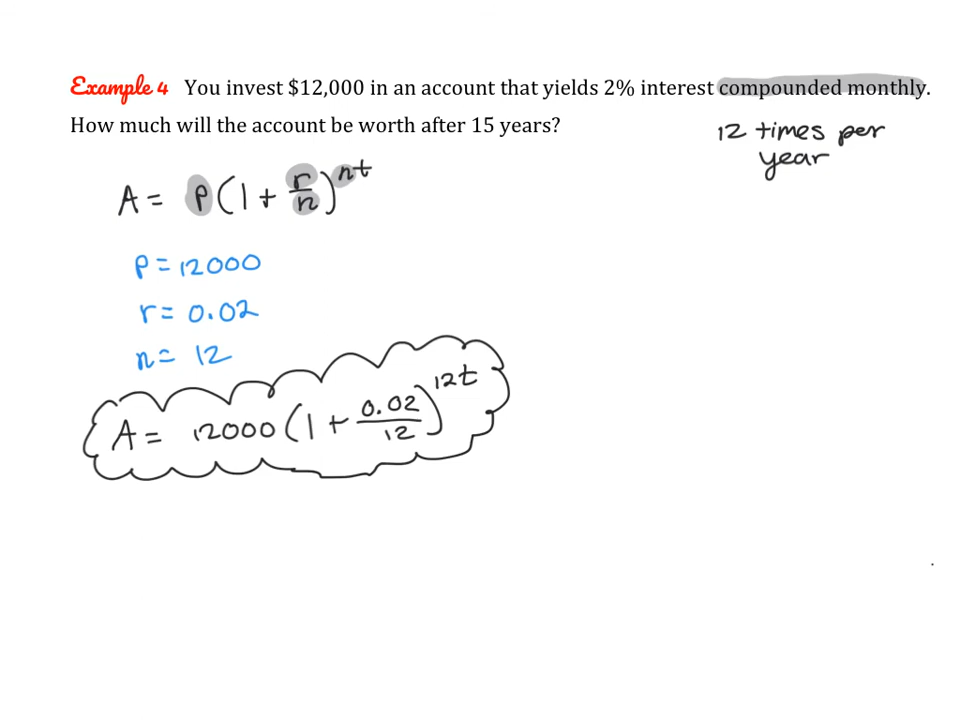 Example 4 You invest $12,000 in an account that yields 2% interest compounded monthly.
How much will the account be worth after 15 years?
12 times per
year
A = P(1 + r/n)^nt
P = 12000
r = 0.02
n = 12
A = 12000(1 + 0.02/12)^12t